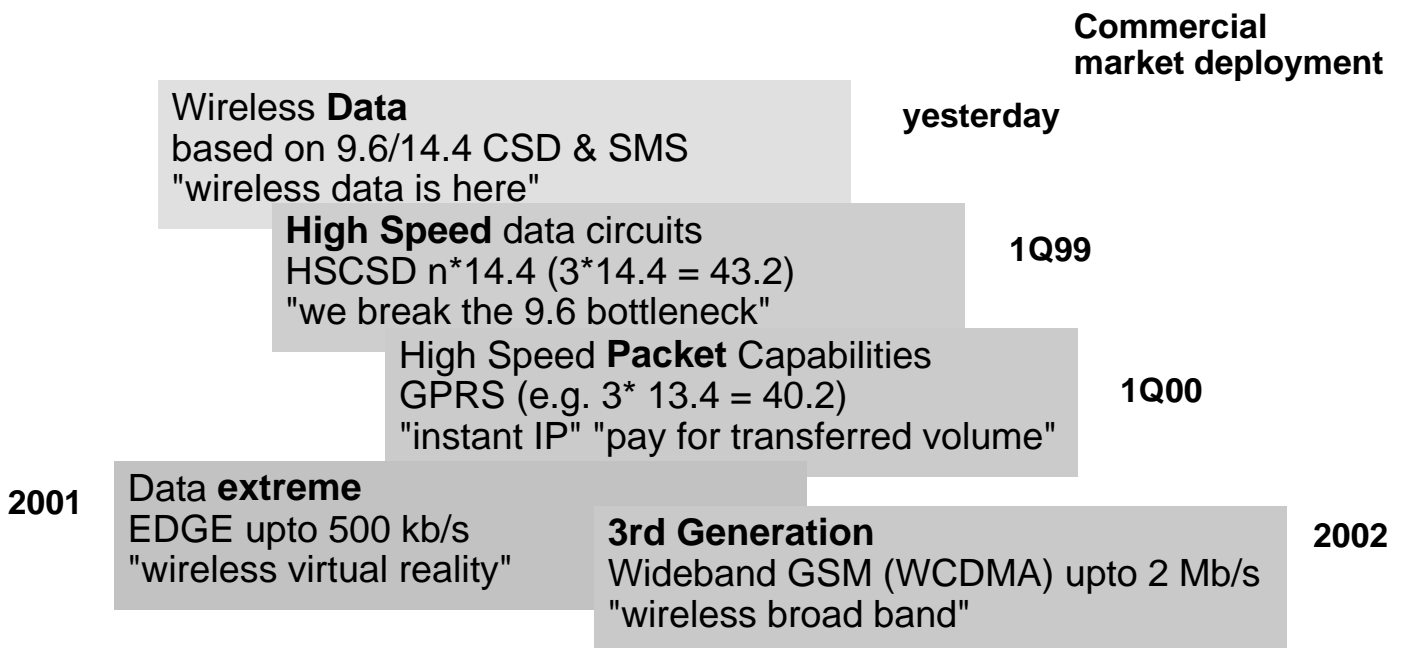 Commercial
market deployment
Wireless Data
based on 9.6/14.4 CSD & SMS
"wireless data is here"
yesterday
High Speed data circuits
HSCSD n*14.4 (3*14.4 = 43.2)
"we break the 9.6 bottleneck"
1Q99
High Speed Packet Capabilities
GPRS (e.g. 3* 13.4 = 40.2)
"instant IP" "pay for transferred volume"
1Q00
2001
Data extreme
EDGE upto 500 kb/s
"wireless virtual reality"
3rd Generation
Wideband GSM (WCDMA) upto 2 Mb/s
"wireless broad band"
2002